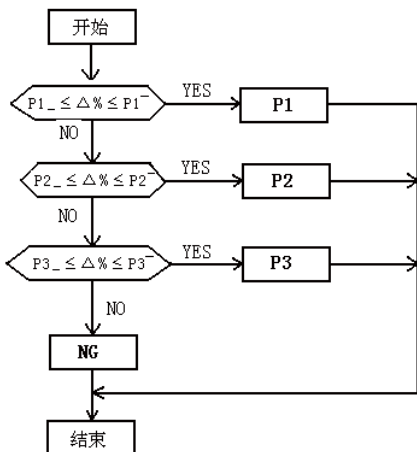 开始
P1_ ≤ △% ≤ P1¯
YES
P1
NO
P2_ ≤ △% ≤ P2¯
YES
P2
NO
P3_ ≤ △% ≤ P3¯
YES
P3
NO
NG
结束